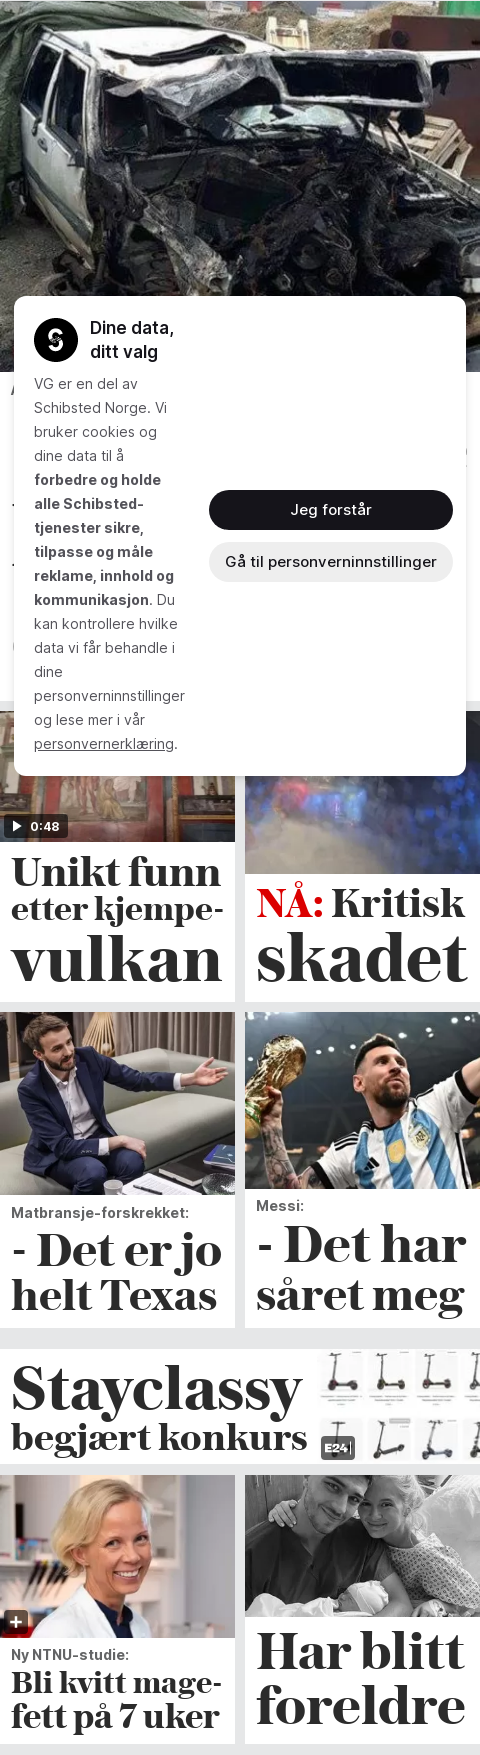 Dine data,
ditt valg
VG er en del av
Schibsted Norge. Vi
bruker cookies og
dine data til å
forbedre og holde
alle Schibsted-
tjenester sikre,
tilpasse og måle
reklame, innhold og
kommunikasjon. Du
kan kontrollere hvilke
data vi får behandle i
dine
personverninnstillinger
og lese mer i vår
personvernerklæring.
Jeg forstår
Gå til personverninnstillinger
0:48
Unikt funn
etter kjempe-
vulkan
NÅ: Kritisk
skadet
Matbransje-forskrekket:
- Det er jo
helt Texas
Messi:
- Det har
såret meg
Stayclassy
begjært konkurs
E24
Ny NTNU-studie:
Bli kvitt mage-
fett på 7 uker
Har blitt
foreldre